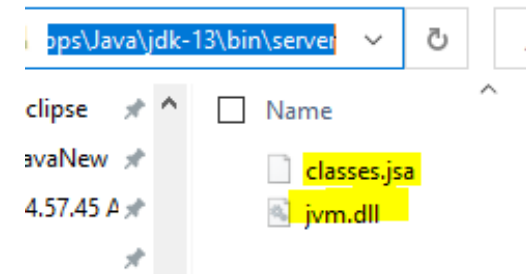 ops\Java\jdk-13\bin\server
clipse
Name
avaNew
classes.jsa
4.57.45 A
jvm.dll